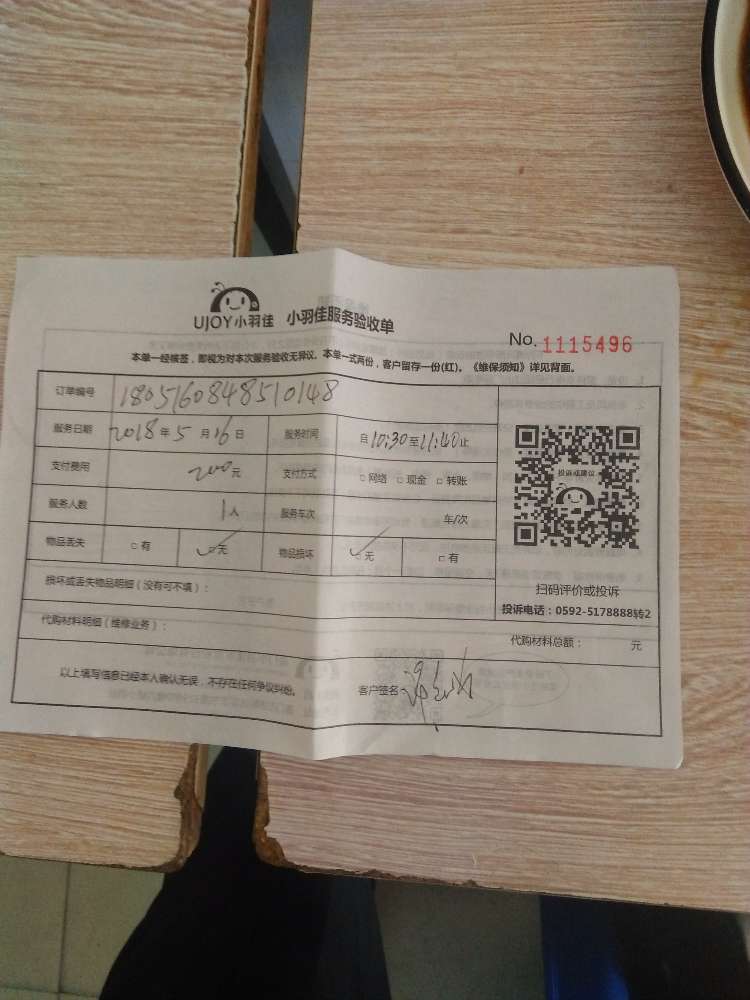 UJOY小羽佳 小羽佳服务验收单
No. 1115496
本单一经核签，即视为对本次服务验收无异议。本单一式两份，客户留存一份(红)。《维保须知》详见背面。
订单编号 1805160848510148
服务日期 2018年5月16日 服务时间 自10:30至11:40止
支付费用 200元 支付方式 □网络 □现金 □转账
投诉或建议
服务人数 1人 服务车次 车/次
物品丢失 □有 ☑无 物品损坏 ☑无 □有
扫码评价或投诉
损坏或丢失物品明细（没有可不填）：
投诉电话：0592-5178888转2
代购材料明细（维修业务）： 代购材料总额： 元
以上填写信息已经本人确认无误，不存在任何争议纠纷。 客户签名